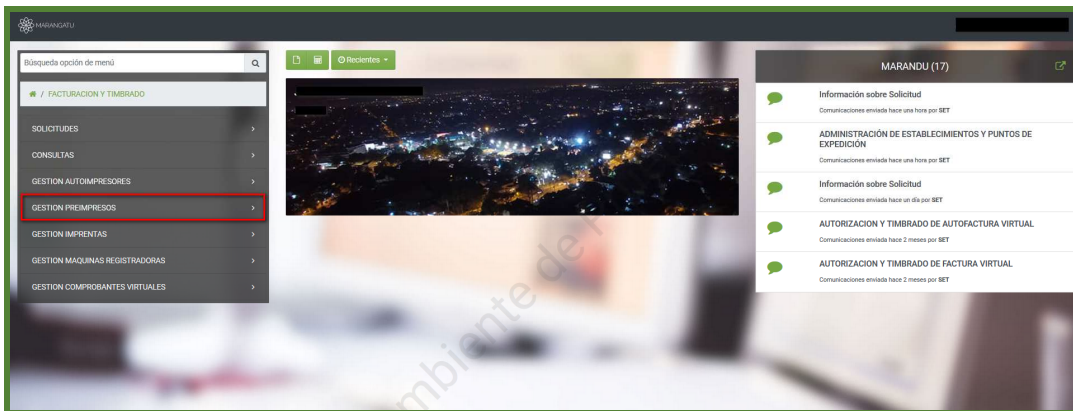 MARANGATU
Búsqueda opción de menú
/ FACTURACION Y TIMBRADO
SOLICITUDES
CONSULTAS
GESTION AUTOIMPRESORES
GESTION PREIMPRESOS
GESTION IMPRENTAS
GESTION MAQUINAS REGISTRADORAS
GESTION COMPROBANTES VIRTUALES
Recientes
MARANDU (17)
Información sobre Solicitud
Comunicaciones enviada hace una hora por SET
ADMINISTRACIÓN DE ESTABLECIMIENTOS Y PUNTOS DE
EXPEDICIÓN
Comunicaciones enviada hace una hora por SET
Información sobre Solicitud
Comunicaciones enviada hace un día por SET
AUTORIZACION Y TIMBRADO DE AUTOFACTURA VIRTUAL
Comunicaciones enviada hace 2 meses por SET
AUTORIZACION Y TIMBRADO DE FACTURA VIRTUAL
Comunicaciones enviada hace 2 meses por SET